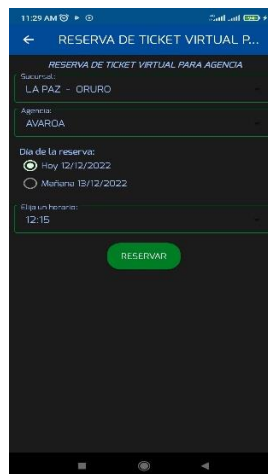 11:29 AM
RESERVA DE TICKET VIRTUAL P...
RESERVA DE TICKET VIRTUAL PARA AGENCIA
Sucursal:
LA PAZ - ORURO
Agencia:
AVAROA
Día de la reserva:
Hoy 12/12/2022
Mañana 13/12/2022
Elija un horario:
12:15
RESERVAR